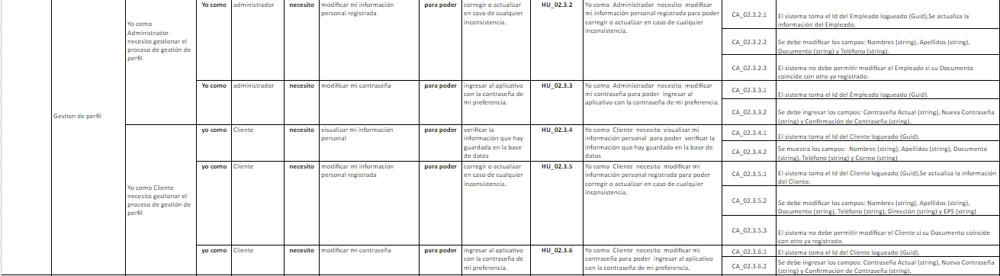 Gestion de perfil
Yo como
Administrador
necesito gestionar el
proceso de gestión de
perfil
Yo como
administrador
necesito
modificar mi información
personal registrada
para poder
corregir o actualizar
en caso de cualquier
inconsistencia.
HU_02.3.2
Yo como Administrador necesito modificar
mi información personal registrada para poder
corregir o actualizar en caso de cualquier
inconsistencia.
CA_02.3.2.1
El sistema toma el Id del Empleado logueado (Guid),Se actualiza la
información del Empleado.
CA_02.3.2.2
Se debe modificar los campos: Nombres (string), Apellidos (string),
Documento (string) y Teléfono (string).
CA_02.3.2.3
El sistema no debe permitir modificar el Empleado si su Documento
coincide con otro ya registrado.
Yo como
administrador
necesito
modificar mi contraseña
para poder
ingresar al aplicativo
con la contraseña de
mi preferencia.
HU_02.3.3
Yo como Administrador necesito modificar
mi contraseña para poder ingresar al
aplicativo con la contraseña de mi preferencia.
CA_02.3.3.1
El sistema toma el Id del Empleado logueado (Guid).
CA_02.3.3.2
Se debe ingresar los campos: Contraseña Actual (string), Nueva Contraseña
(string) y Confirmación de Contraseña (string).
Yo como Cliente
necesito gestionar el
proceso de gestión de
perfil
yo como
Cliente
necesito
visualizar mi información
personal
para poder
verificar la
información que hay
guardada en la base
de datos
HU_02.3.4
Yo como Cliente necesito visualizar mi
información personal para poder verificar la
información que hay guardada en la base de
datos
CA_02.3.4.1
El sistema toma el Id del Cliente logueado (Guid).
CA_02.3.4.2
Se muestra los campos: Nombres (string), Apellidos (string), Documento
(string), Teléfono (string) y Correo (string)
yo como
Cliente
necesito
modificar mi información
personal registrada
para poder
corregir o actualizar
en caso de cualquier
inconsistencia.
HU_02.3.5
Yo como Cliente necesito modificar mi
información personal registrada para poder
corregir o actualizar en caso de cualquier
inconsistencia.
CA_02.3.5.1
El sistema toma el Id del Cliente logueado (Guid),Se actualiza la información
del Cliente.
CA_02.3.5.2
Se debe modificar los campos: Nombres (string), Apellidos (string),
Documento (string), Teléfono (string), Dirección (string) y EPS (string)
CA_02.3.5.3
El sistema no debe permitir modificar el Cliente si su Documento coincide
con otro ya registrado.
yo como
Cliente
necesito
modificar mi contraseña
para poder
ingresar al aplicativo
con la contraseña de
mi preferencia.
HU_02.3.6
Yo como Cliente necesito modificar mi
contraseña para poder ingresar al aplicativo
con la contraseña de mi preferencia.
CA_02.3.6.1
El sistema toma el Id del Cliente logueado (Guid).
CA_02.3.6.2
Se debe ingresar los campos: Contraseña Actual (string), Nueva Contraseña
(string) y Confirmación de Contraseña (string).